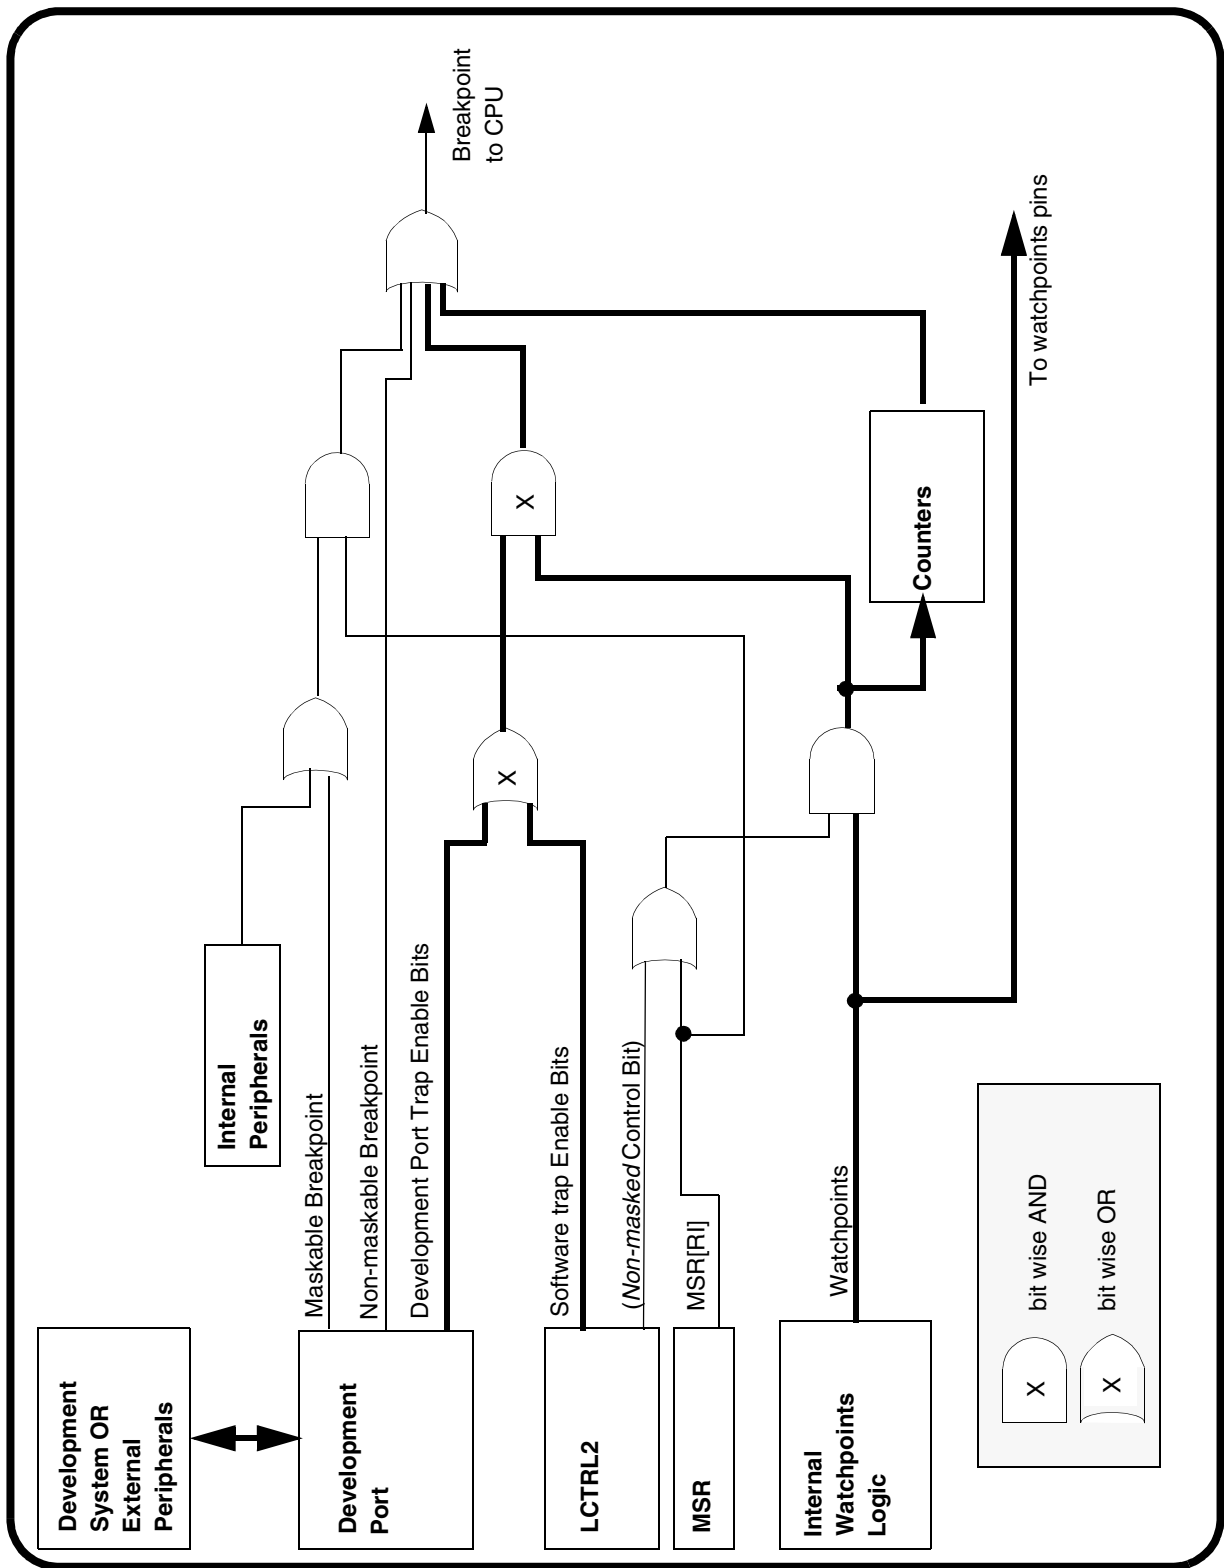 Development
System OR
External
Peripherals
Internal
Peripherals
Maskable Breakpoint
Non-maskable Breakpoint
Development Port Trap Enable Bits
Development
Port
Breakpoint
to CPU
X
X
Software trap Enable Bits
LCTRL2
(Non-masked Control Bit)
MSR[RI]
MSR
Watchpoints
Internal
Watchpoints
Logic
Counters
To watchpoints pins
X
bit wise AND
X
bit wise OR